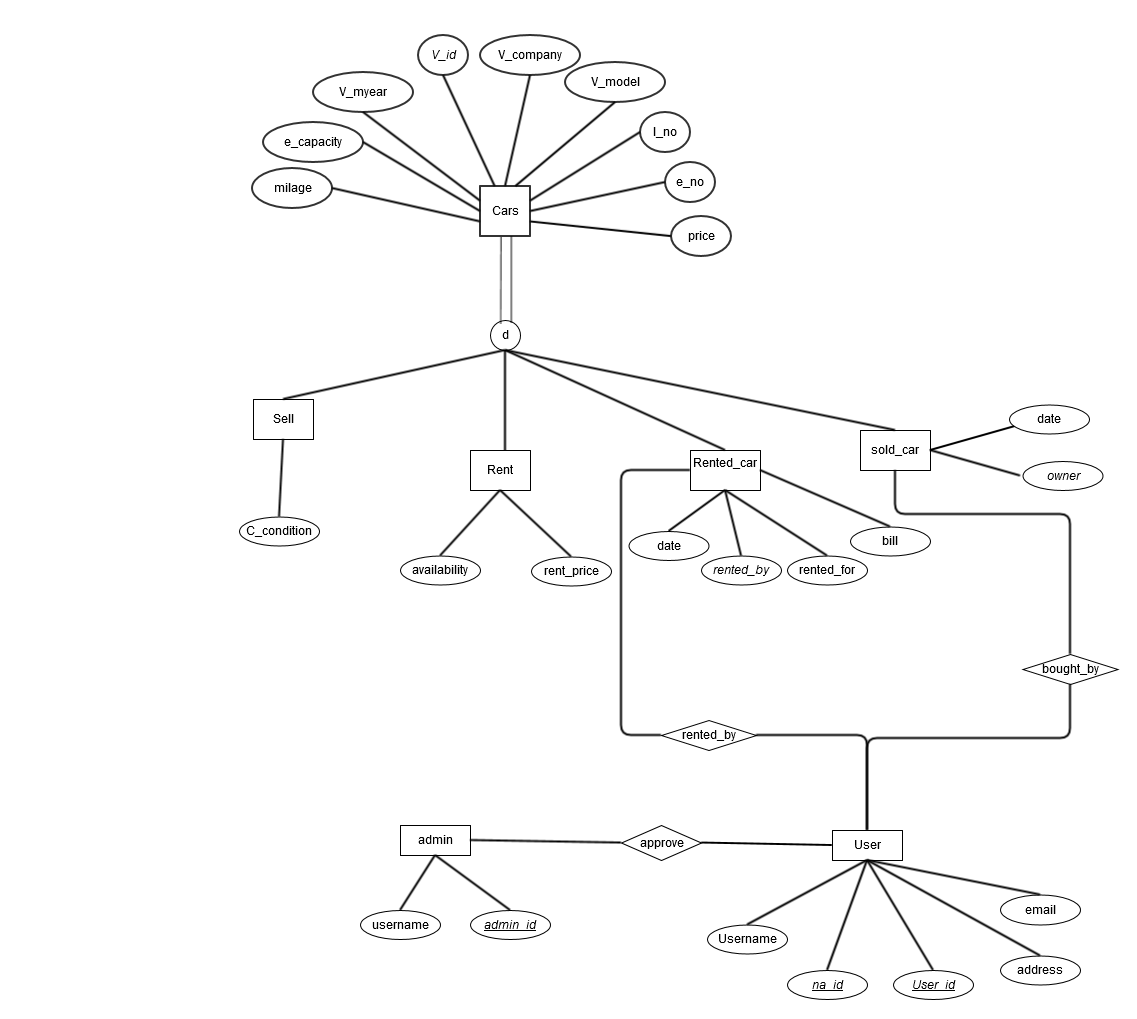 V_id
V_company
V_model
V_myear
l_no
e_capacity
e_no
milage
Cars
price
d
Sell
date
sold_car
Rented_car
Rent
owner
C_condition
bill
date
availability
rent_price
rented_by
rented_for
bought_by
rented_by
admin
approve
User
email
username
admin_id
Username
address
na_id
User_id